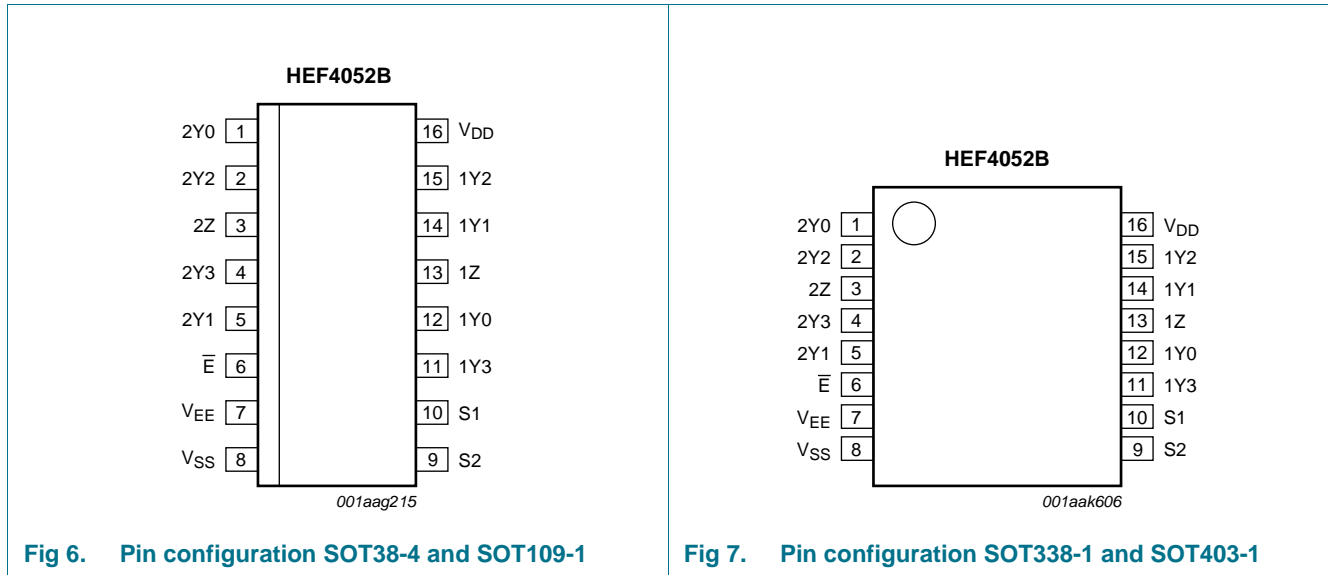 HEF4052B
2Y0 1 16 VDD
2Y2 2 15 1Y2
2Z 3 14 1Y1
2Y3 4 13 1Z
2Y1 5 12 1Y0
E̅ 6 11 1Y3
VEE 7 10 S1
VSS 8 9 S2
001aag215
Fig 6. Pin configuration SOT38-4 and SOT109-1
HEF4052B
2Y0 1 16 VDD
2Y2 2 15 1Y2
2Z 3 14 1Y1
2Y3 4 13 1Z
2Y1 5 12 1Y0
E̅ 6 11 1Y3
VEE 7 10 S1
VSS 8 9 S2
001aak606
Fig 7. Pin configuration SOT338-1 and SOT403-1